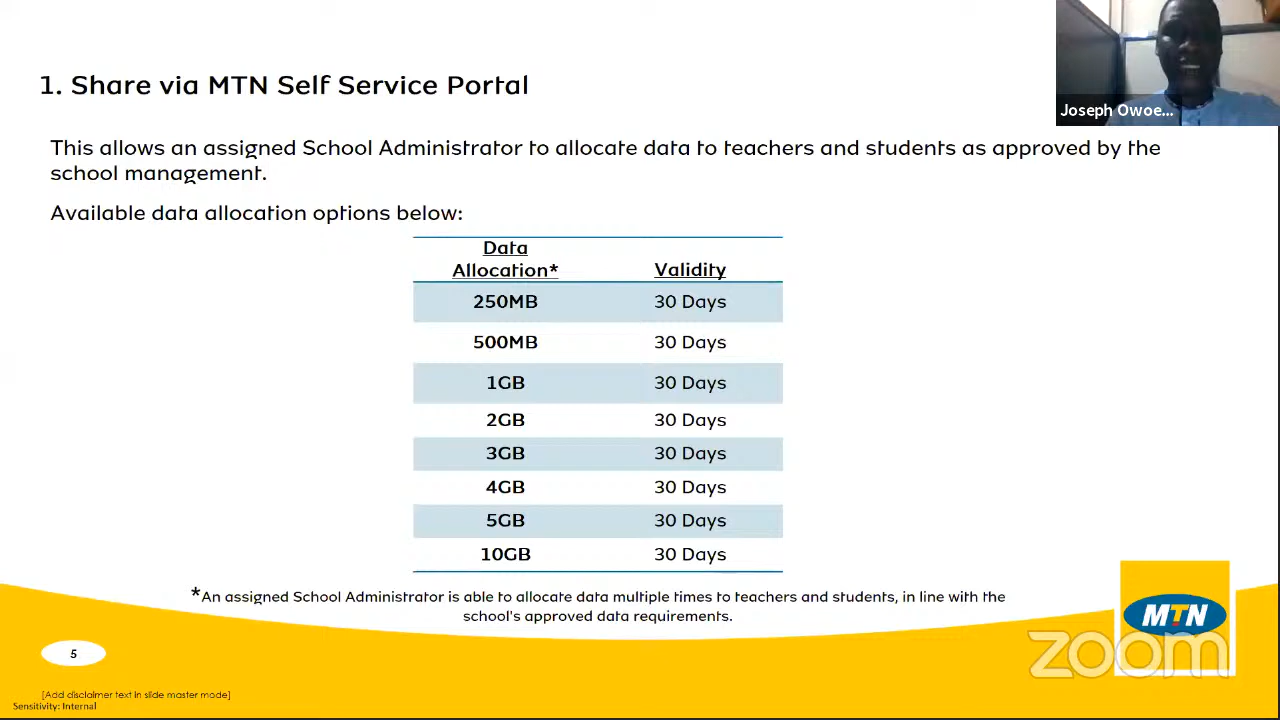 1. Share via MTN Self Service Portal
Joseph Owoe...
This allows an assigned School Administrator to allocate data to teachers and students as approved by the
school management.
Available data allocation options below:
Data
Allocation* Validity
250MB 30 Days
500MB 30 Days
1GB 30 Days
2GB 30 Days
3GB 30 Days
4GB 30 Days
5GB 30 Days
10GB 30 Days
*An assigned School Administrator is able to allocate data multiple times to teachers and students, in line with the
school's approved data requirements.
MTN
zoom
5
[Add disclaimer text in slide master mode]
Sensitivity: Internal